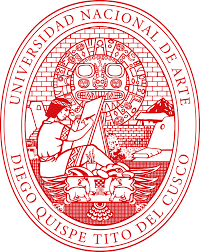 UNIVERSIDAD NACIONAL DE ARTE
DIEGO QUISPE TITO DEL CUSCO